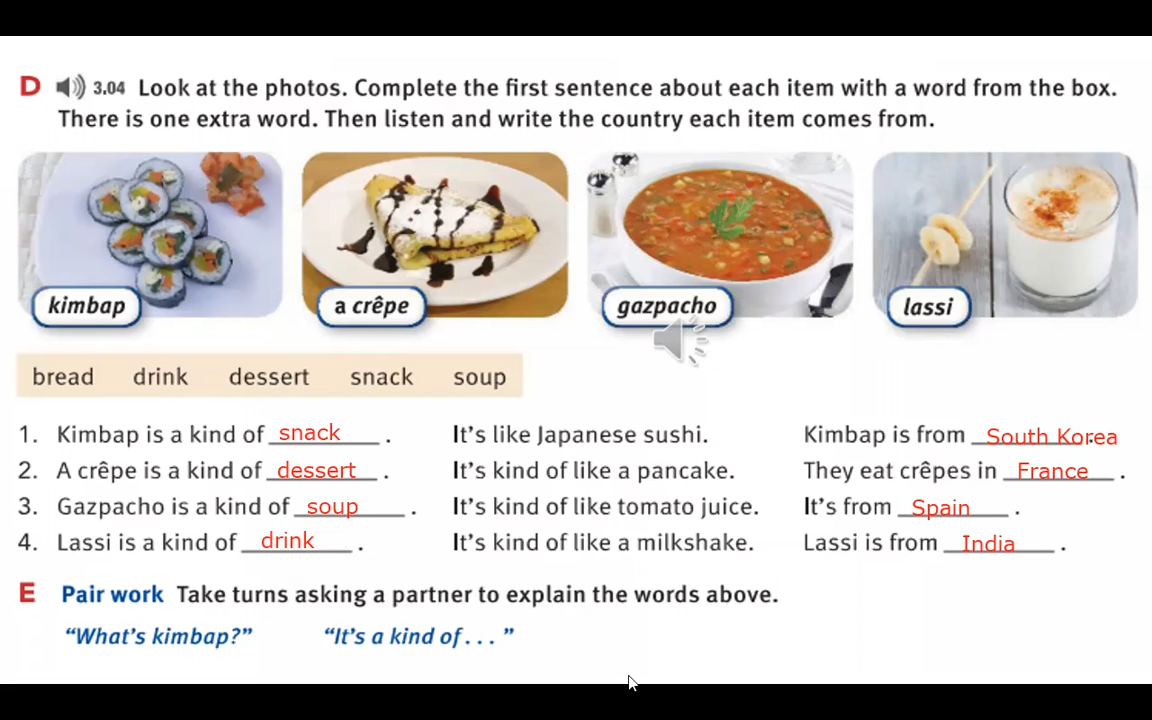 D 3.04 Look at the photos. Complete the first sentence about each item with a word from the box.
There is one extra word. Then listen and write the country each item comes from.
kimbap a crêpe gazpacho lassi
bread drink dessert snack soup
1. Kimbap is a kind of snack . It's like Japanese sushi. Kimbap is from South Korea .
2. A crêpe is a kind of dessert . It's kind of like a pancake. They eat crêpes in France .
3. Gazpacho is a kind of soup . It's kind of like tomato juice. It's from Spain .
4. Lassi is a kind of drink . It's kind of like a milkshake. Lassi is from India .
E Pair work Take turns asking a partner to explain the words above.
“What's kimbap?” “It's a kind of . . . ”